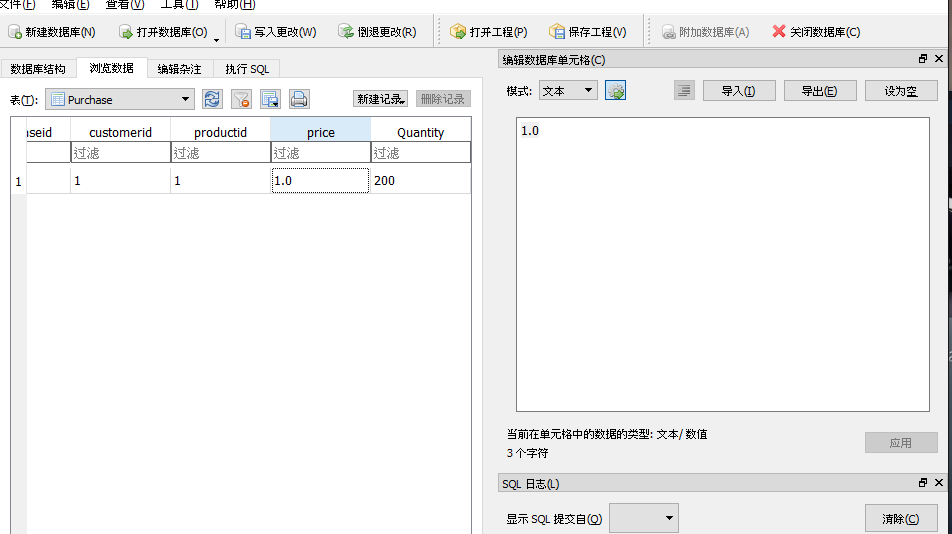 文件(F) 编辑(E) 查看(V) 工具(T) 帮助(H)
新建数据库(N) 打开数据库(O) 写入更改(W) 倒退更改(R) 打开工程(P) 保存工程(V) 附加数据库(A) 关闭数据库(C)
数据库结构 浏览数据 编辑杂注 执行 SQL
表(T): Purchase 新建记录 删除记录
seid customerid productid price Quantity
过滤 过滤 过滤 过滤
1 1 1 1.0 200
编辑数据库单元格(C)
模式: 文本 导入(I) 导出(E) 设为空
1.0
当前在单元格中的数据的类型: 文本/ 数值
3 个字符
应用
SQL 日志(L)
显示 SQL 提交自(O) 清除(C)